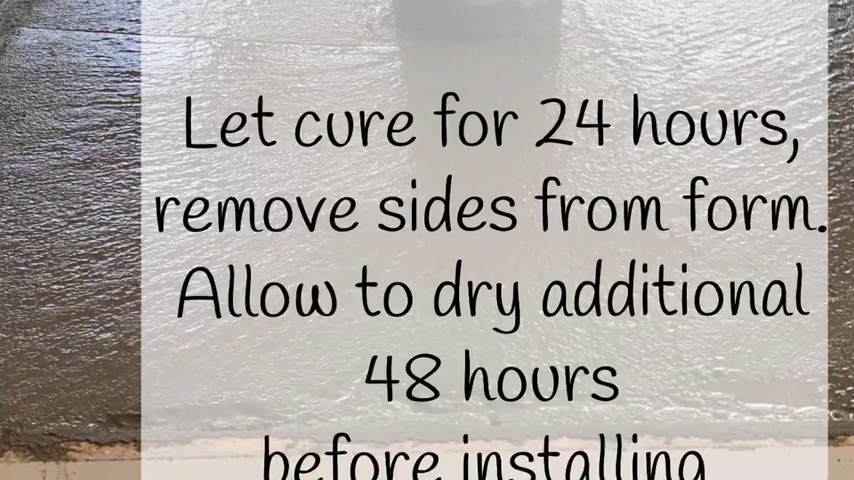 Let cure for 24 hours,
remove sides from form.
Allow to dry additional
48 hours
before installing